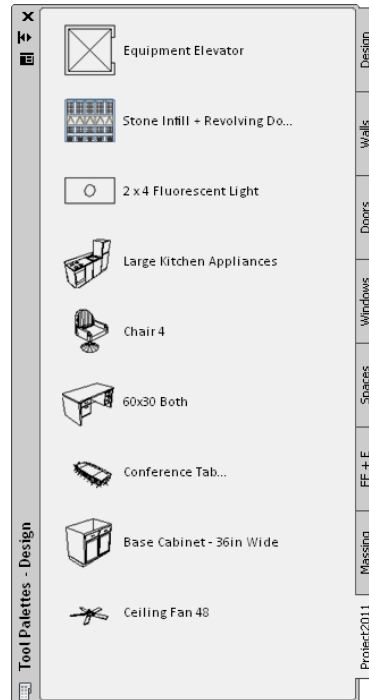 Equipment Elevator
Stone Infill + Revolving Do...
2 x 4 Fluorescent Light
Large Kitchen Appliances
Chair 4
60x30 Both
Conference Tab...
Base Cabinet - 36in Wide
Ceiling Fan 48
Tool Palettes - Design
Design
Walls
Doors
Windows
Spaces
FF + E
Massing
Project2011